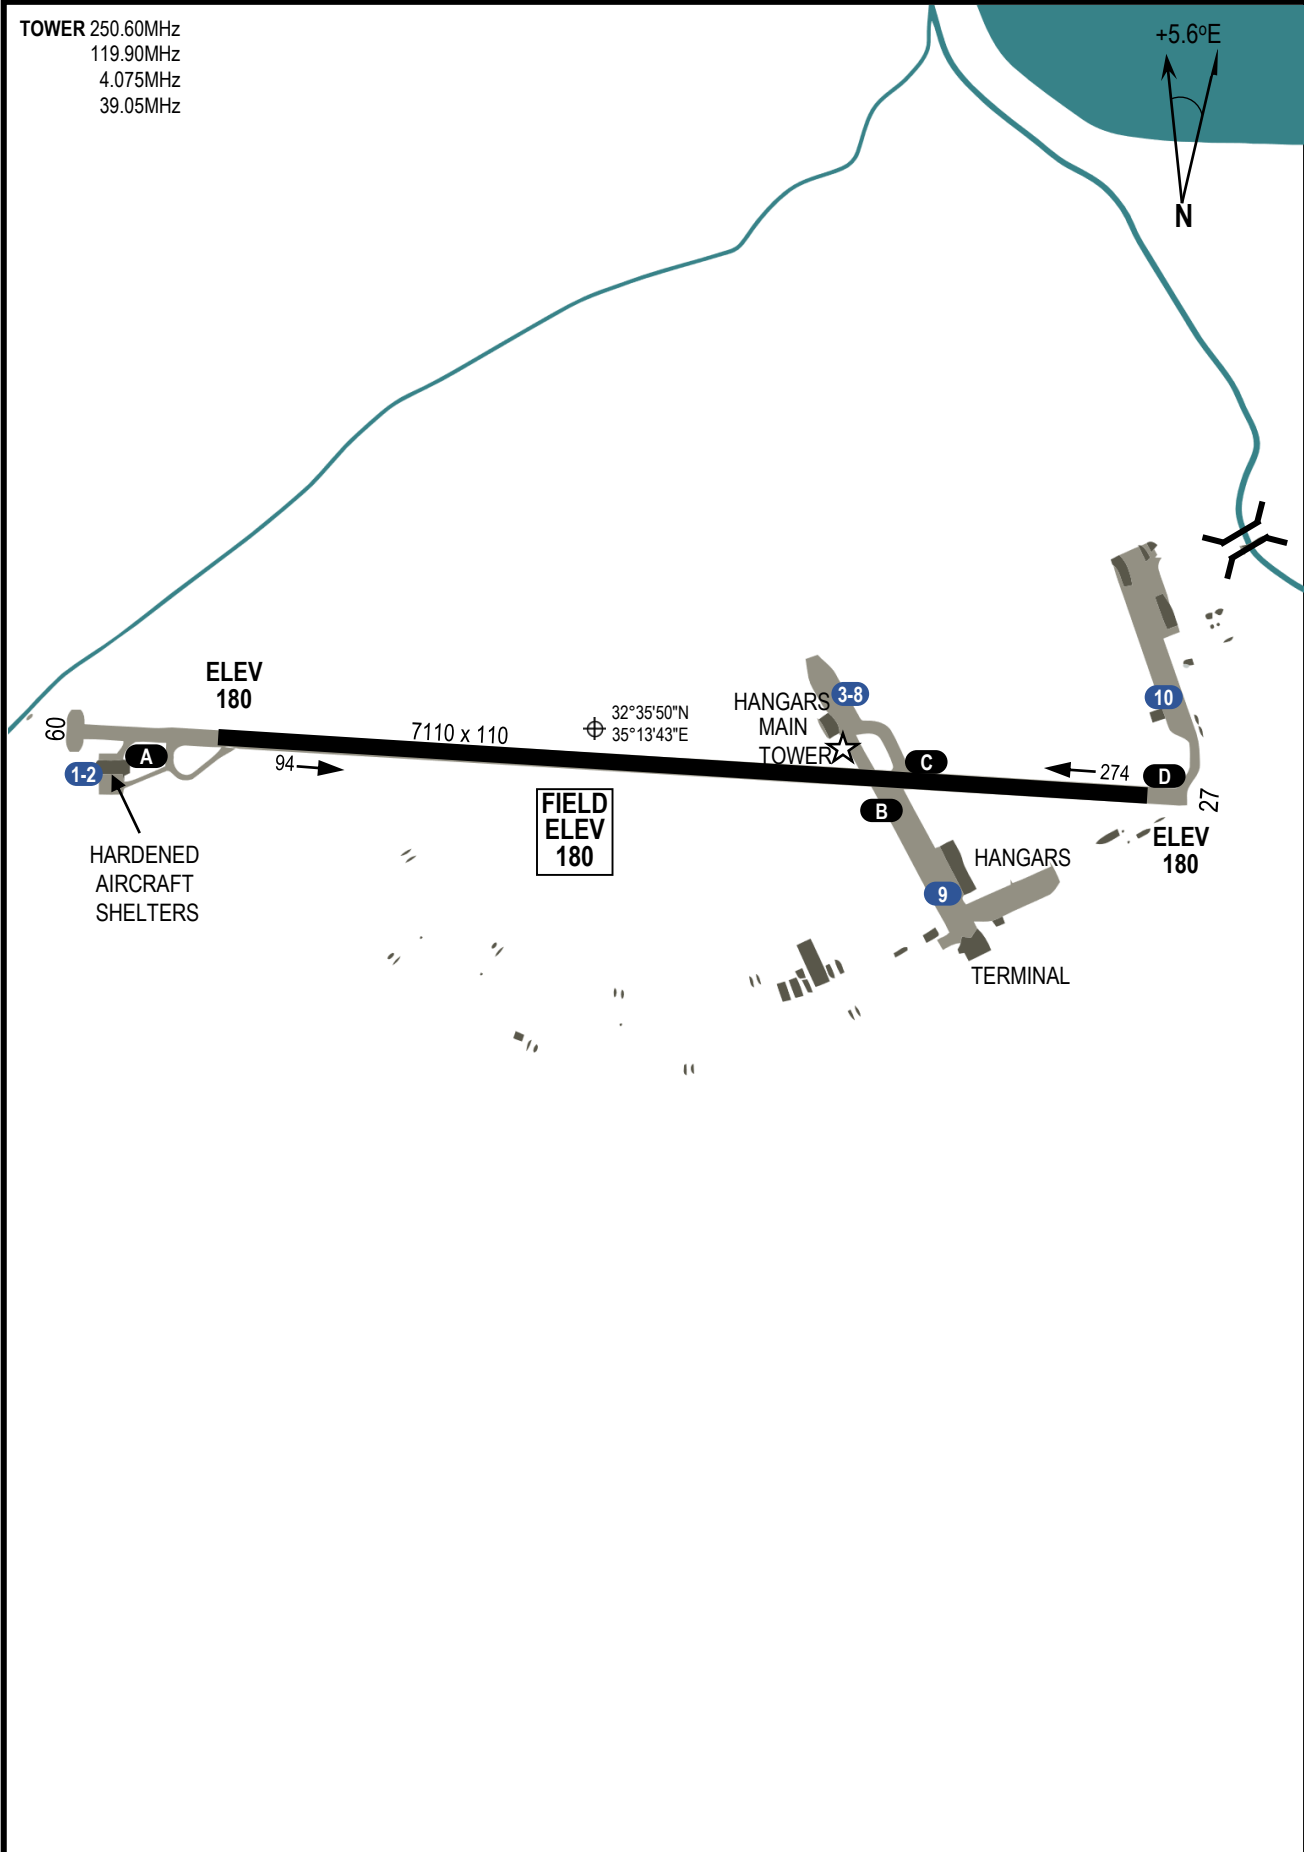 TOWER 250.60MHz
119.90MHz
4.075MHz
39.05MHz
+5.6ºE
N
ELEV
180
09
7110 x 110
94
A
1-2
HARDENED
AIRCRAFT
SHELTERS
32°35'50"N
35°13'43"E
FIELD
ELEV
180
HANGARS
MAIN
TOWER
3-8
C
B
274
D
10
27
ELEV
180
HANGARS
9
TERMINAL